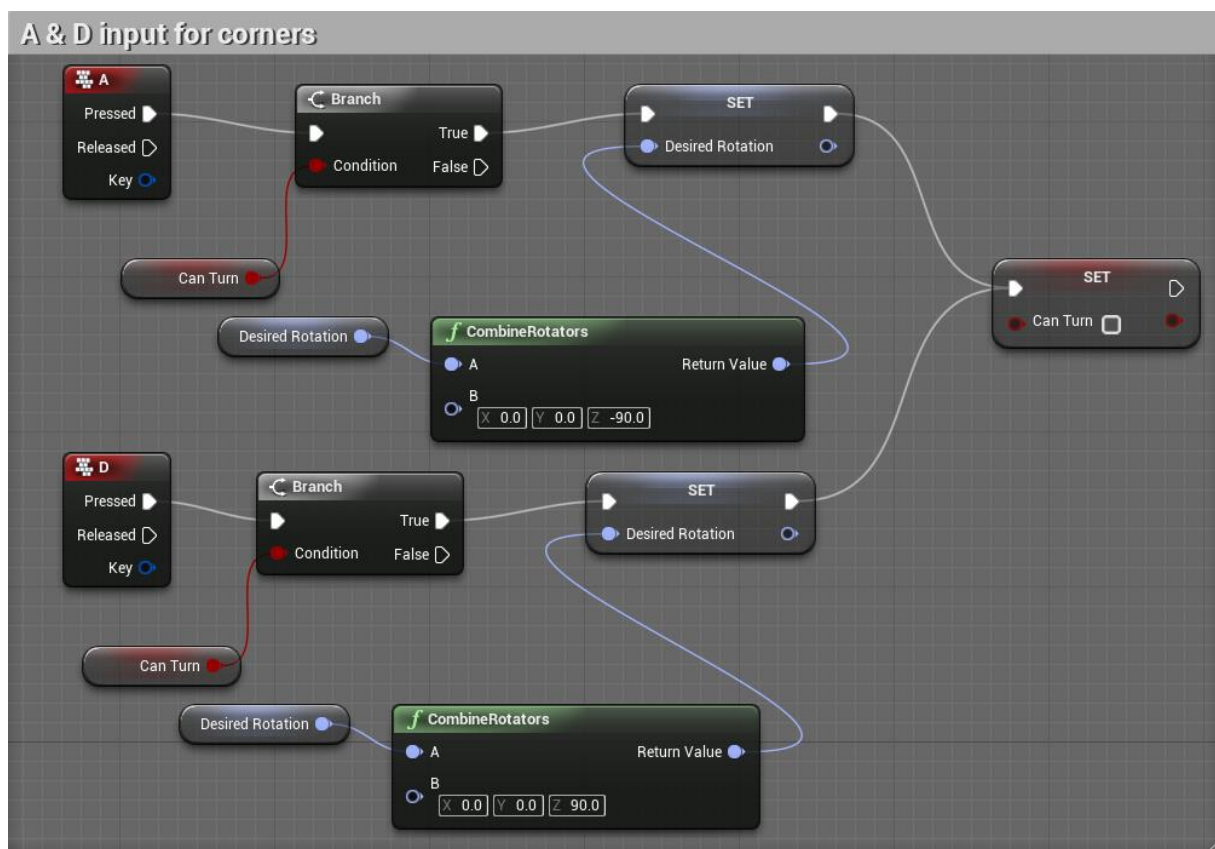 A & D input for corners
A
Pressed
Released
Key
Branch
True
Condition
False
SET
Desired Rotation
Can Turn
SET
Can Turn
Desired Rotation
CombineRotators
A
Return Value
B
X 0.0 Y 0.0 Z -90.0
D
Pressed
Released
Key
Branch
True
Condition
False
SET
Desired Rotation
Can Turn
Desired Rotation
CombineRotators
A
Return Value
B
X 0.0 Y 0.0 Z 90.0